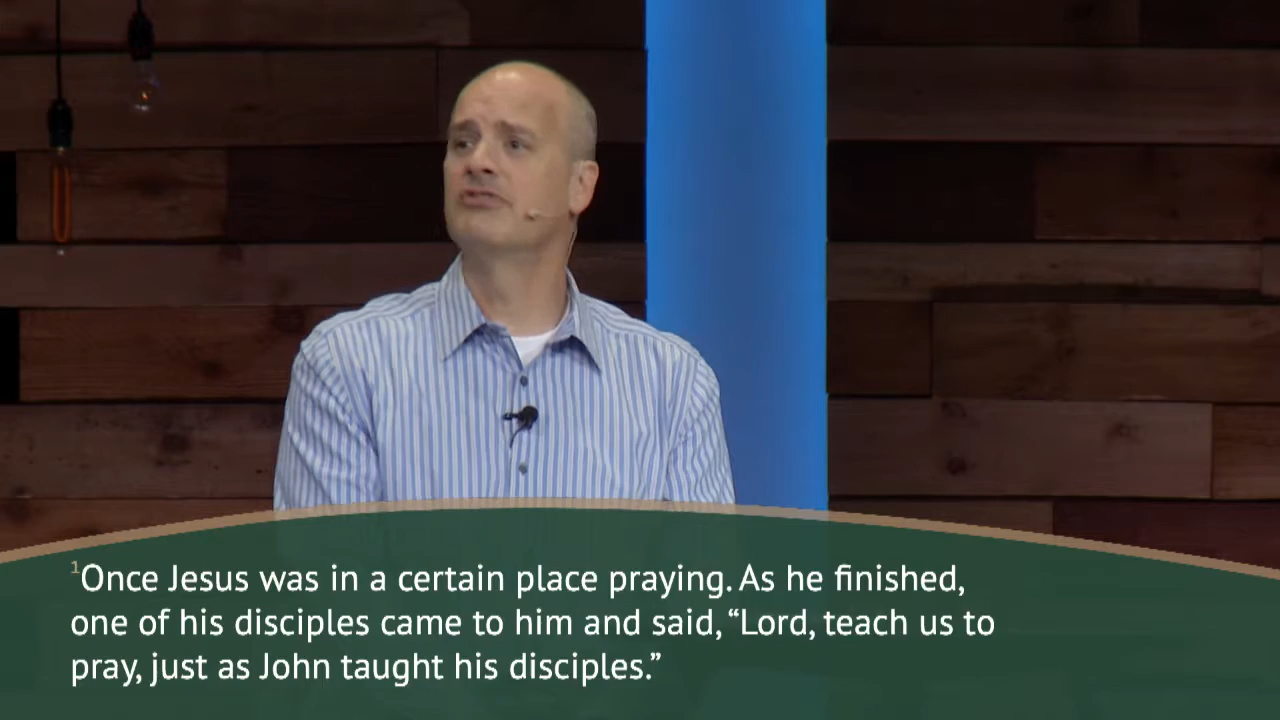 ¹Once Jesus was in a certain place praying. As he finished,
one of his disciples came to him and said, “Lord, teach us to
pray, just as John taught his disciples.”